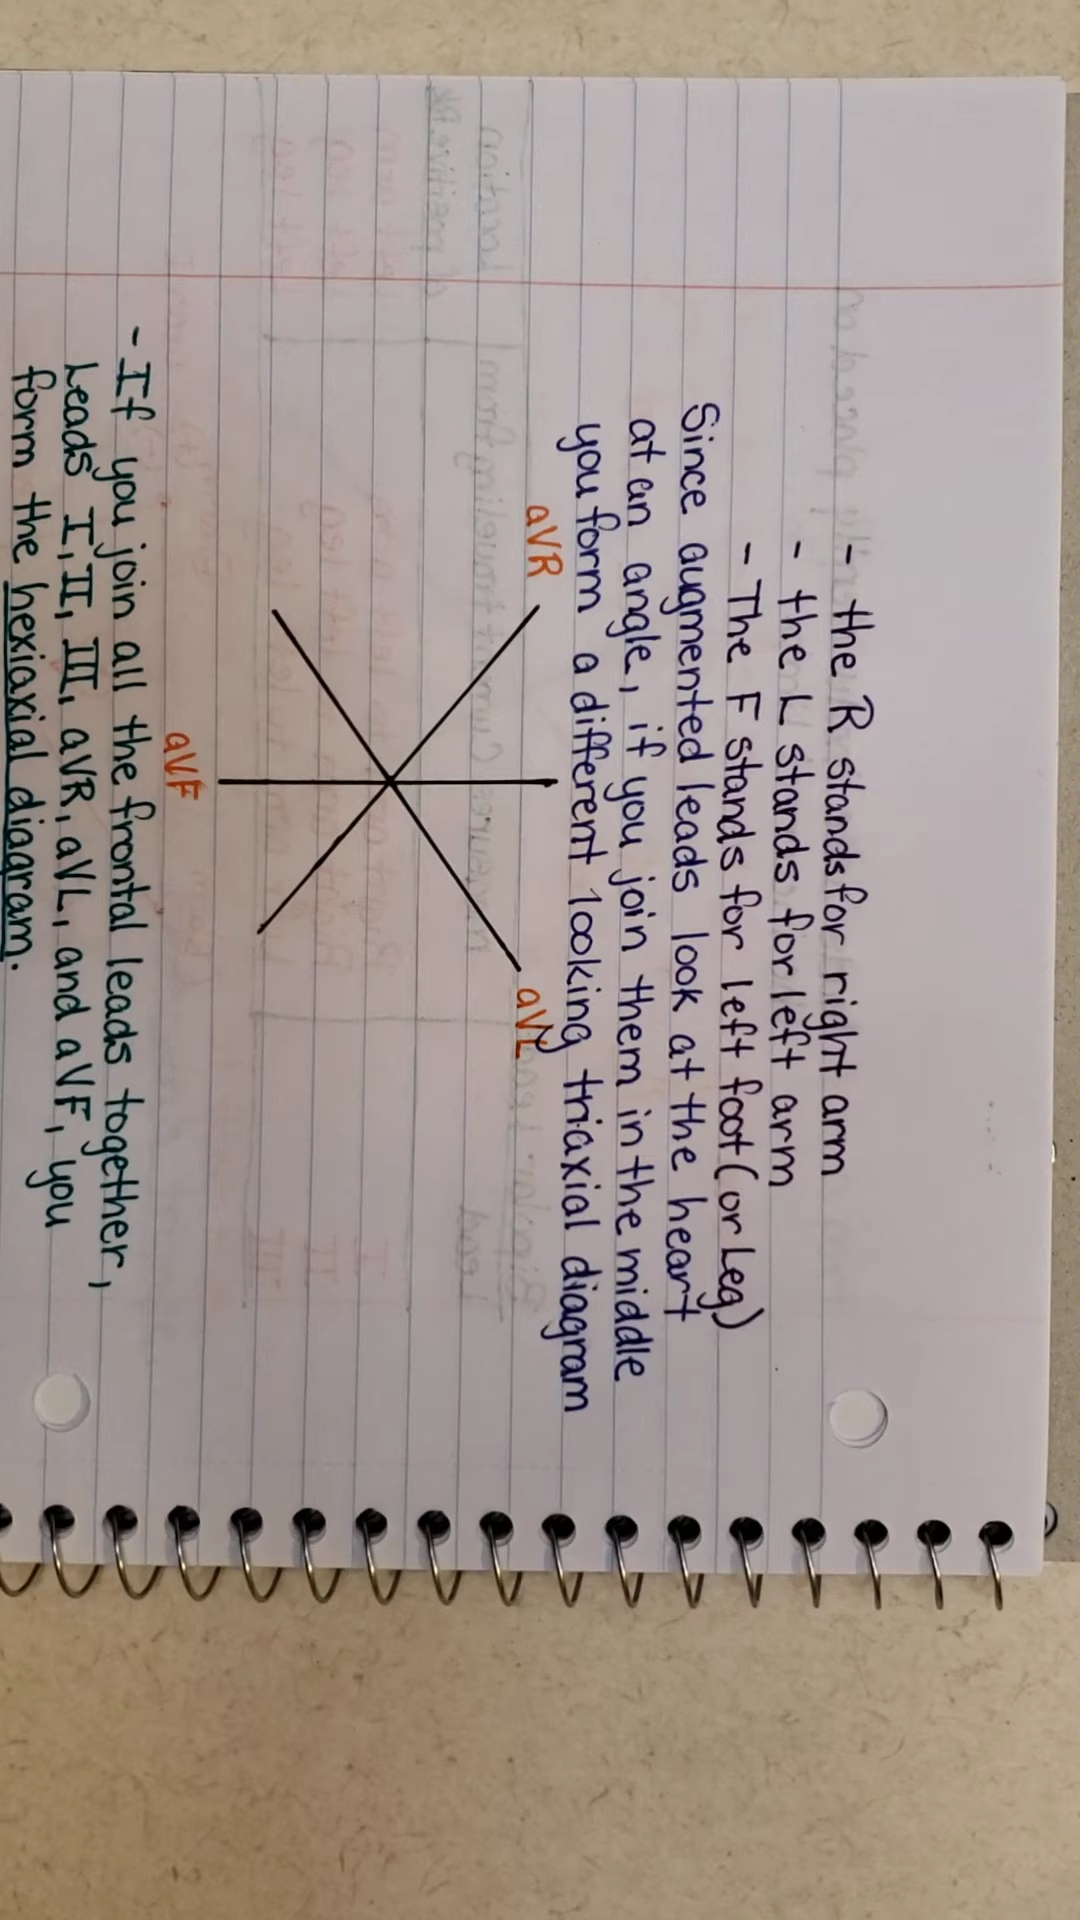 - the R stands for right arm
- the L stands for left arm
- The F stands for left foot (or Leg)
Since augmented leads look at the heart
at an angle, if you join them in the middle
you form a different looking triaxial diagram
aVR
aVL
aVF
- If you join all the frontal leads together,
Leads I, II, III, aVR, aVL, and aVF, you
form the hexiaxial diagram.